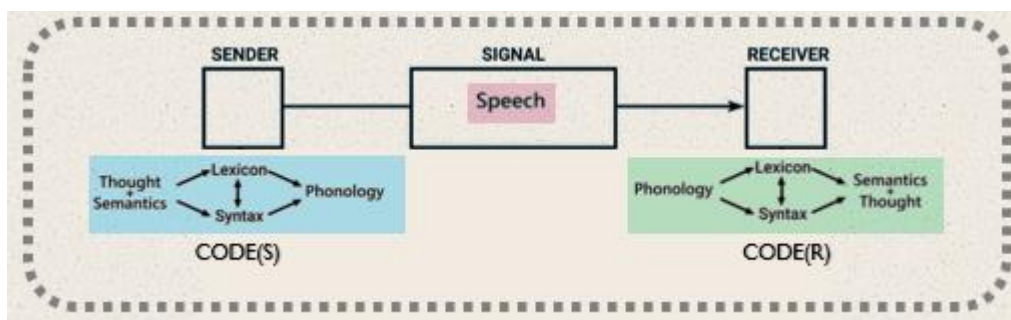 SENDER
SIGNAL
RECEIVER
Speech
Thought
+
Semantics
Lexicon
Syntax
Phonology
CODE(S)
Phonology
Lexicon
Syntax
Semantics
+
Thought
CODE(R)